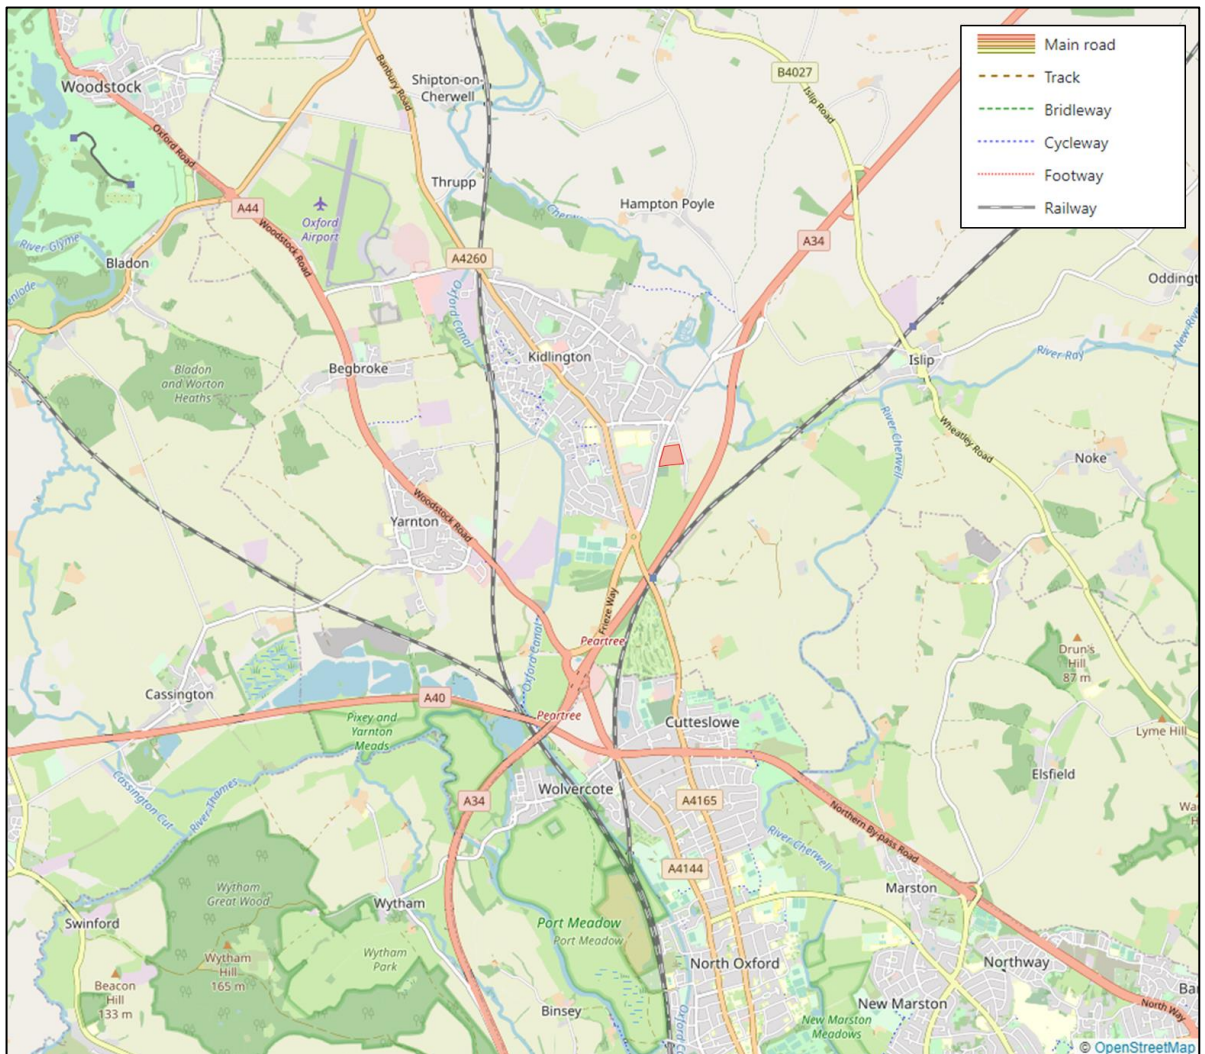 Woodstock
Oxford Road
Banbury Road
Shipton-on-
Cherwell
B4027
Islip Road
Main road
Track
Bridleway
Cycleway
Footway
Railway
Thrupp
Hampton Poyle
Oxford
Airport
A44
Woodstock Road
River Glyme
Bladon
A4260
A34
Oddingt
Oxford Canal
Kidlington
Begbroke
Bladon
and Worton
Heaths
Islip
River Ray
New River
River Cherwell
Wheatley Road
Noke
Woodstock Road
Yarnton
Frieze Way
Peartree
Drun's
Hill
87 m
Cassington
Oxford Canal
A40
Peartree
Pixey and
Yarnton
Meads
Cutteslowe
Lyme Hill
Elsfield
Cassington Cut
River Thames
A34
Wolvercote
A4165
Northern By-pass Road
River Cherwell
A4144
Marston
Wytham
Great Wood
Wytham
Swinford
Port Meadow
Port Meadow
Wytham
Hill
165 m
Wytham
Park
North Oxford
Northway
Beacon
Hill
133 m
Binsey
New Marston
New Marston
Meadows
North Way
© OpenStreetMap